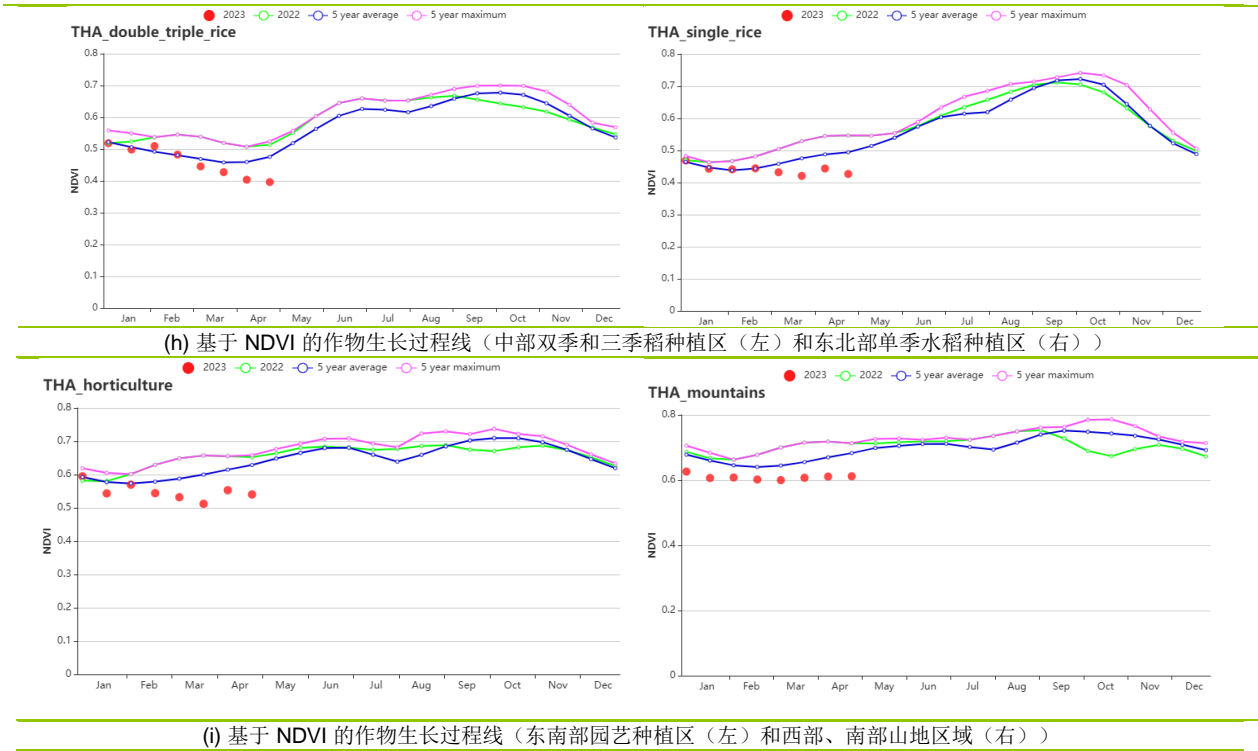 2023 2022 5 year average 5 year maximum
THA_double_triple_rice
0.8
0.7
0.6
0.5
0.4
0.3
0.2
0.1
0
NDVI
Jan Feb Mar Apr May Jun Jul Aug Sep Oct Nov Dec
2023 2022 5 year average 5 year maximum
THA_single_rice
0.8
0.7
0.6
0.5
0.4
0.3
0.2
0.1
0
NDVI
Jan Feb Mar Apr May Jun Jul Aug Sep Oct Nov Dec
(h) 基于 NDVI 的作物生长过程线（中部双季和三季稻种植区（左）和东北部单季水稻种植区（右））
2023 2022 5 year average 5 year maximum
THA_horticulture
0.8
0.7
0.6
0.5
0.4
0.3
0.2
0.1
0
NDVI
Jan Feb Mar Apr May Jun Jul Aug Sep Oct Nov Dec
2023 2022 5 year average 5 year maximum
THA_mountains
0.8
0.6
0.4
0.2
0
NDVI
Jan Feb Mar Apr May Jun Jul Aug Sep Oct Nov Dec
(i) 基于 NDVI 的作物生长过程线（东南部园艺种植区（左）和西部、南部山地区域（右））